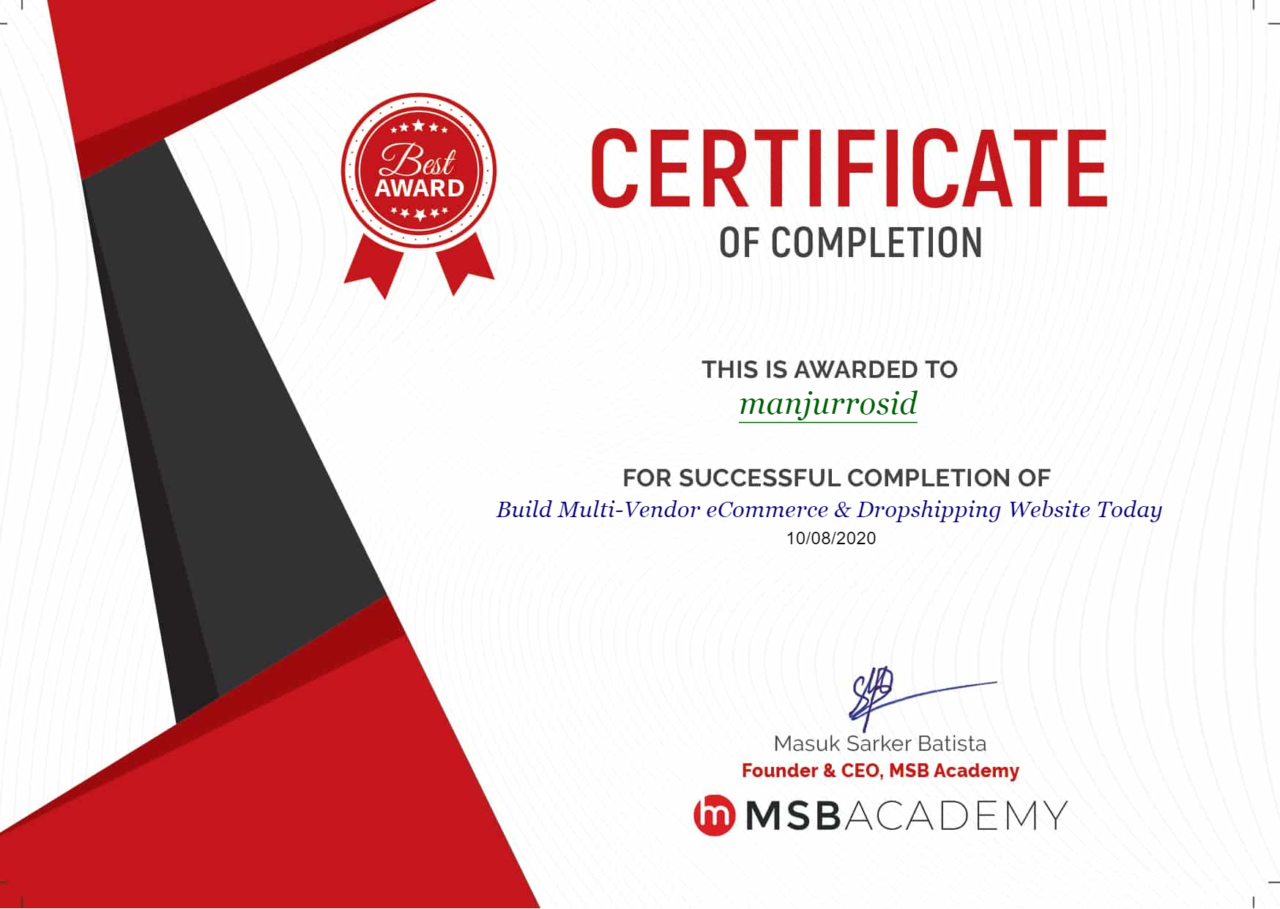 Best
AWARD
CERTIFICATE
OF COMPLETION
THIS IS AWARDED TO
manjurrosid
FOR SUCCESSFUL COMPLETION OF
Build Multi-Vendor eCommerce & Dropshipping Website Today
10/08/2020
Masuk Sarker Batista
Founder & CEO, MSB Academy
m MSBACADEMY